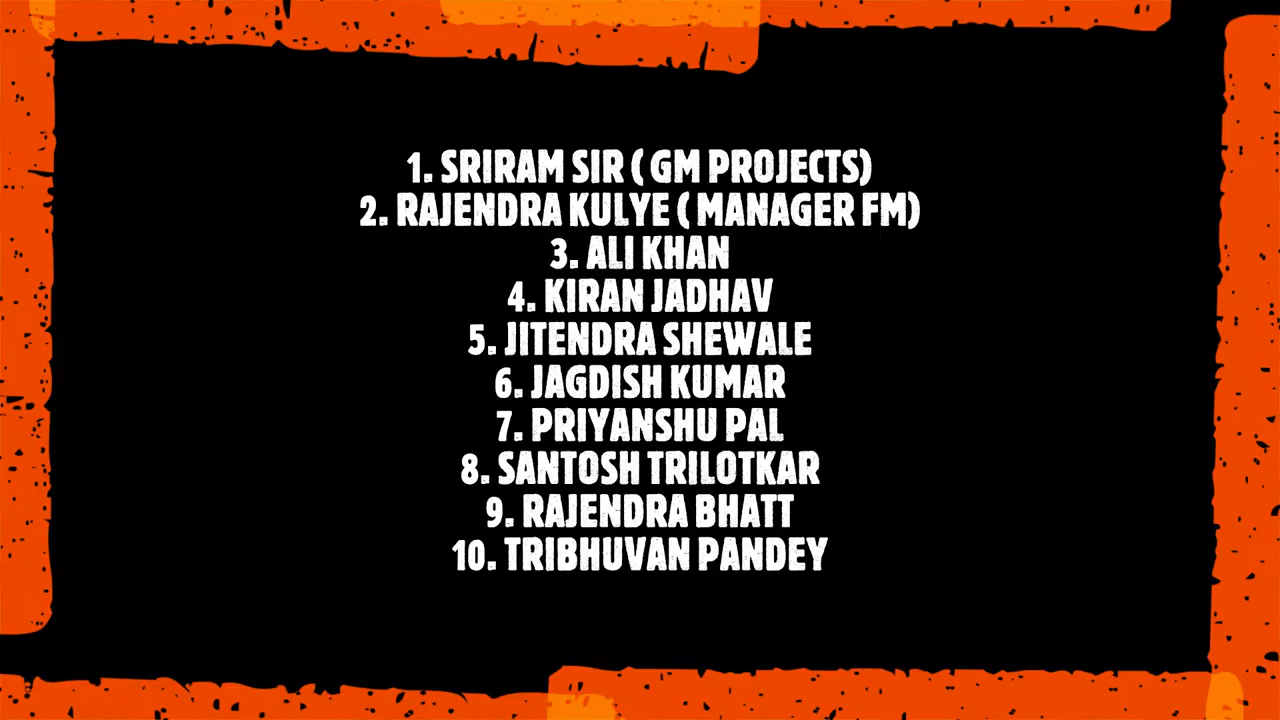 1. SRIRAM SIR ( GM PROJECTS)
2. RAJENDRA KULYE ( MANAGER FM)
3. ALI KHAN
4. KIRAN JADHAV
5. JITENDRA SHEWALE
6. JAGDISH KUMAR
7. PRIYANSHU PAL
8. SANTOSH TRILOTKAR
9. RAJENDRA BHATT
10. TRIBHUVAN PANDEY